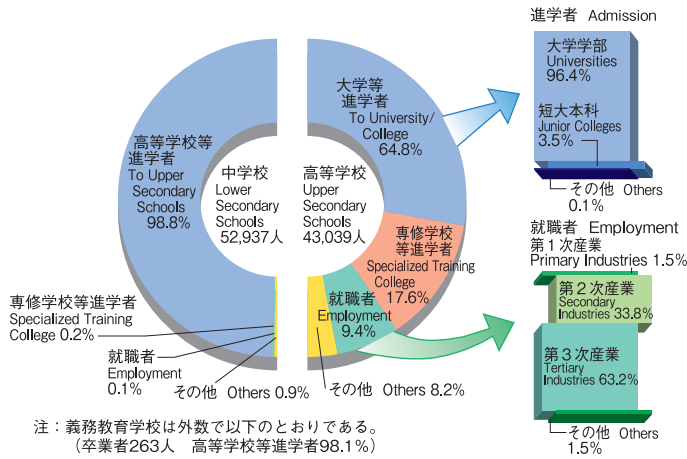 中学校
Lower
Secondary
Schools
52,937人
高等学校等
進学者
To Upper
Secondary
Schools
98.8%
専修学校等進学者
Specialized Training
College 0.2%
就職者
Employment
0.1%
その他 Others 0.9%
高等学校
Upper
Secondary
Schools
43,039人
大学等
進学者
To University/
College
64.8%
専修学校
等進学者
Specialized Training
College
17.6%
就職者
Employment
9.4%
その他 Others 8.2%
進学者 Admission
大学学部
Universities
96.4%
短大本科
Junior Colleges
3.5%
その他 Others
0.1%
就職者 Employment
第1次産業
Primary Industries 1.5%
第2次産業
Secondary
Industries 33.8%
第3次産業
Tertiary
Industries 63.2%
その他 Others
1.5%
注：義務教育学校は外数で以下のとおりである。
（卒業者263人 高等学校等進学者98.1%）